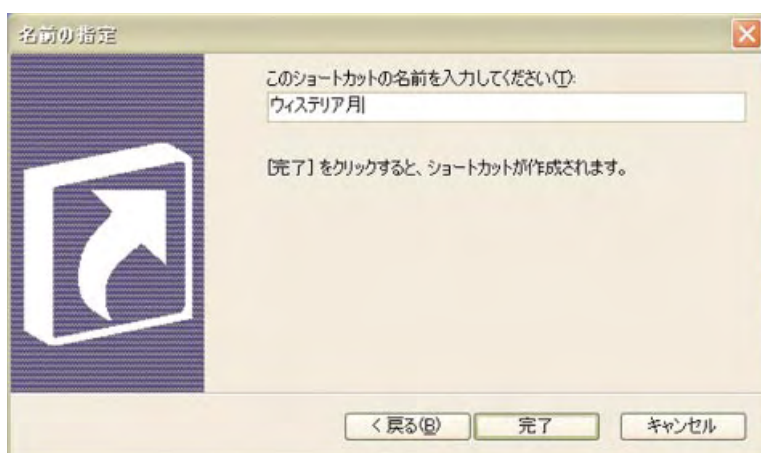 名前の指定
このショートカットの名前を入力してください(T):
ウィステリア月
[完了] をクリックすると、ショートカットが作成されます。
< 戻る(B)
完了
キャンセル